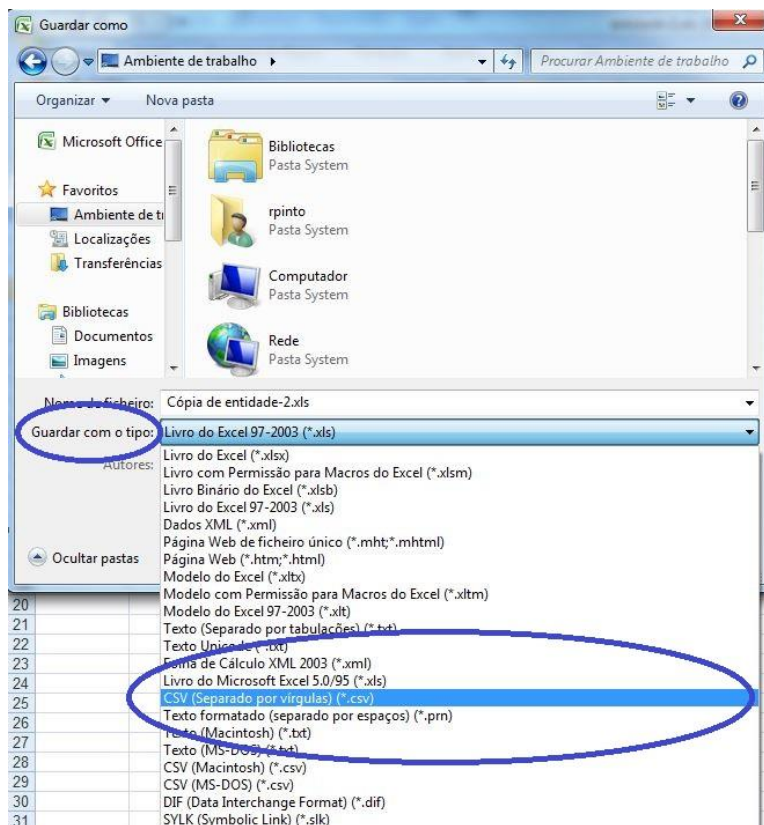 Guardar como
Ambiente de trabalho
Procurar Ambiente de trabalho
Organizar
Nova pasta
Microsoft Office
Favoritos
Ambiente de t
Localizações
Transferências
Bibliotecas
Documentos
Imagens
Bibliotecas
Pasta System
rpinto
Pasta System
Computador
Pasta System
Rede
Pasta System
Nome do ficheiro: Cópia de entidade-2.xls
Guardar com o tipo: Livro do Excel 97-2003 (*.xls)
Autores:
Ocultar pastas
Livro do Excel (*.xlsx)
Livro com Permissão para Macros do Excel (*.xlsm)
Livro Binário do Excel (*.xlsb)
Livro do Excel 97-2003 (*.xls)
Dados XML (*.xml)
Página Web de ficheiro único (*.mht;*.mhtml)
Página Web (*.htm;*.html)
Modelo do Excel (*.xltx)
Modelo com Permissão para Macros do Excel (*.xltm)
Modelo do Excel 97-2003 (*.xlt)
Texto (Separado por tabulações) (*.txt)
Texto Unicode (*.txt)
Folha de Cálculo XML 2003 (*.xml)
Livro do Microsoft Excel 5.0/95 (*.xls)
CSV (Separado por vírgulas) (*.csv)
Texto formatado (separado por espaços) (*.prn)
Texto (Macintosh) (*.txt)
Texto (MS-DOS) (*.txt)
CSV (Macintosh) (*.csv)
CSV (MS-DOS) (*.csv)
DIF (Data Interchange Format) (*.dif)
SYLK (Symbolic Link) (*.slk)
20
21
22
23
24
25
26
27
28
29
30
31